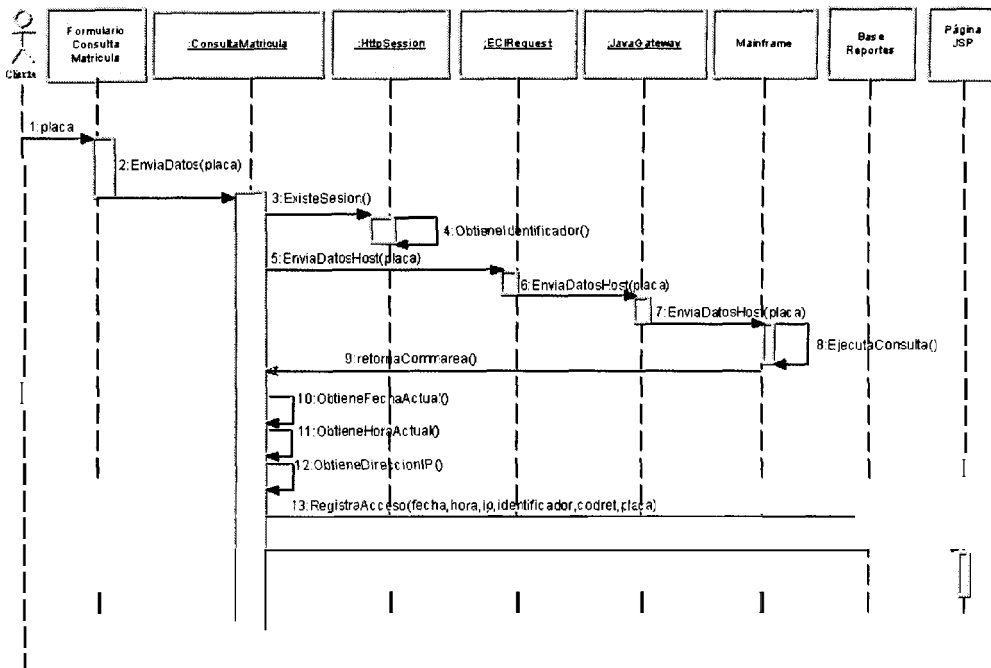 Formulario
Consulta
Matricula
:ConsultaMatricula
:HttpSession
:ECIRequest
:JavaGateway
Mainframe
Base
Reportes
Página
JSP
Cliente
1:placa
2:EnviaDatos(placa)
3:ExisteSesion()
4:ObtieneIdentificador()
5:EnviaDatosHost(placa)
6:EnviaDatosHost(placa)
7:EnviaDatosHost(placa)
8:EjecutaConsulta()
9:retornaCommarea()
10:ObtieneFechaActual()
11:ObtieneHoraActual()
12:ObtieneDireccionIP()
13:RegistraAcceso(fecha,hora,ip,identificador,codret,placa)